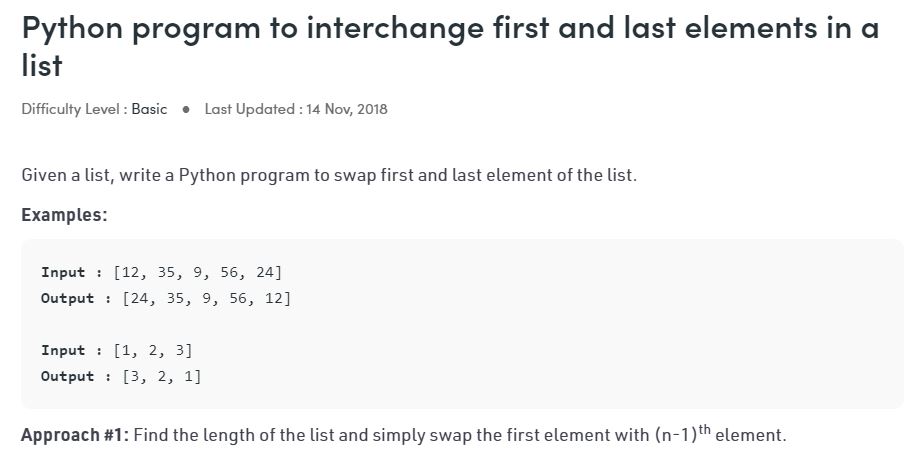 Python program to interchange first and last elements in a
list
Difficulty Level : Basic ● Last Updated : 14 Nov, 2018
Given a list, write a Python program to swap first and last element of the list.
Examples:
Input : [12, 35, 9, 56, 24]
Output : [24, 35, 9, 56, 12]
Input : [1, 2, 3]
Output : [3, 2, 1]
Approach #1: Find the length of the list and simply swap the first element with (n-1)th element.